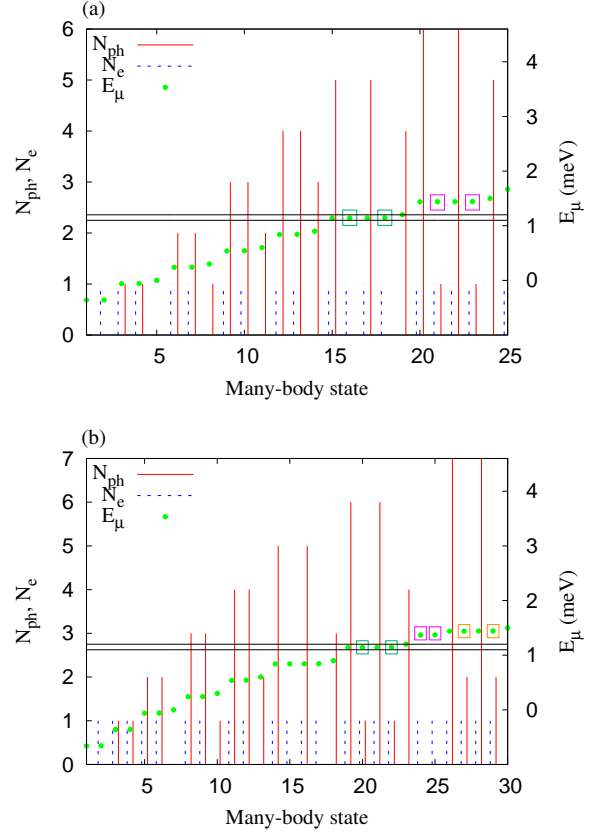 (a)
N_ph
N_e
E_μ
N_ph, N_e
0
1
2
3
4
5
6
E_μ (meV)
0
1
2
3
4
5 10 15 20 25
Many-body state
(b)
N_ph
N_e
E_μ
N_ph, N_e
0
1
2
3
4
5
6
7
E_μ (meV)
0
1
2
3
4
5 10 15 20 25 30
Many-body state